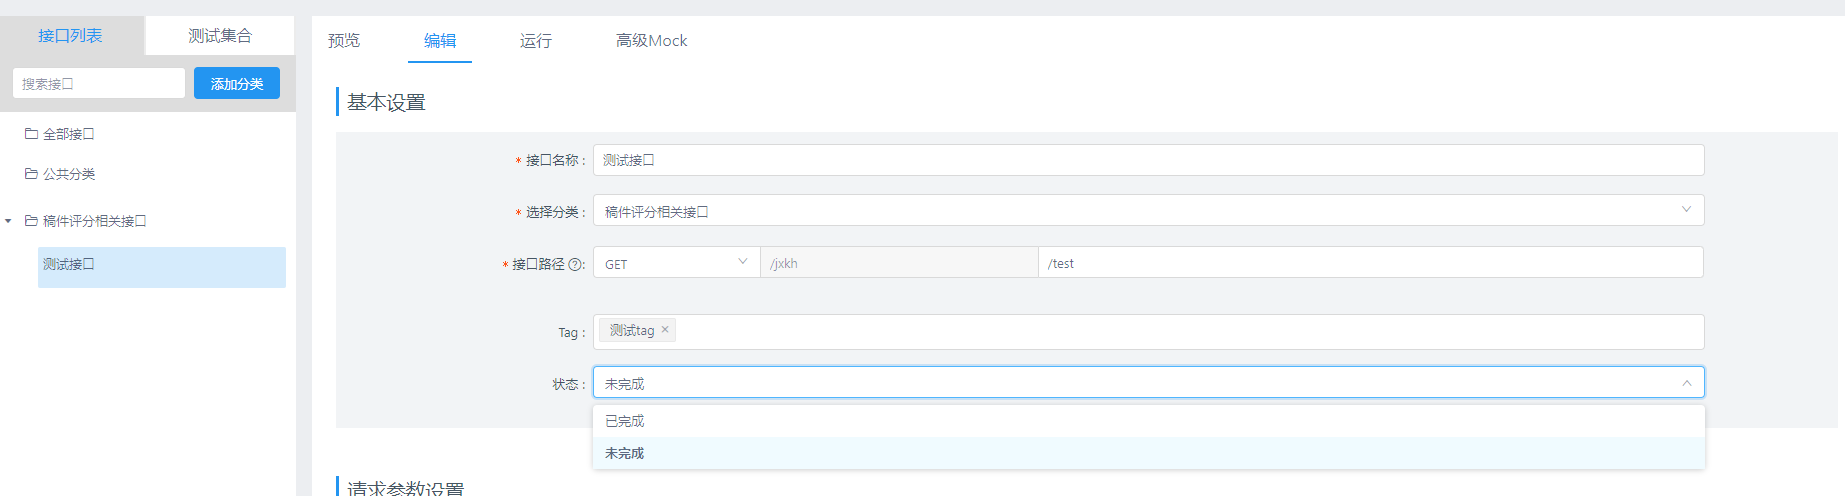 接口列表 测试集合
搜索接口 添加分类
全部接口
公共分类
稿件评分相关接口
测试接口
预览 编辑 运行 高级Mock
基本设置
* 接口名称 : 测试接口
* 选择分类 : 稿件评分相关接口
* 接口路径 ? : GET /jxkh /test
Tag : 测试tag ×
状态 : 未完成
已完成
未完成
请求参数设置